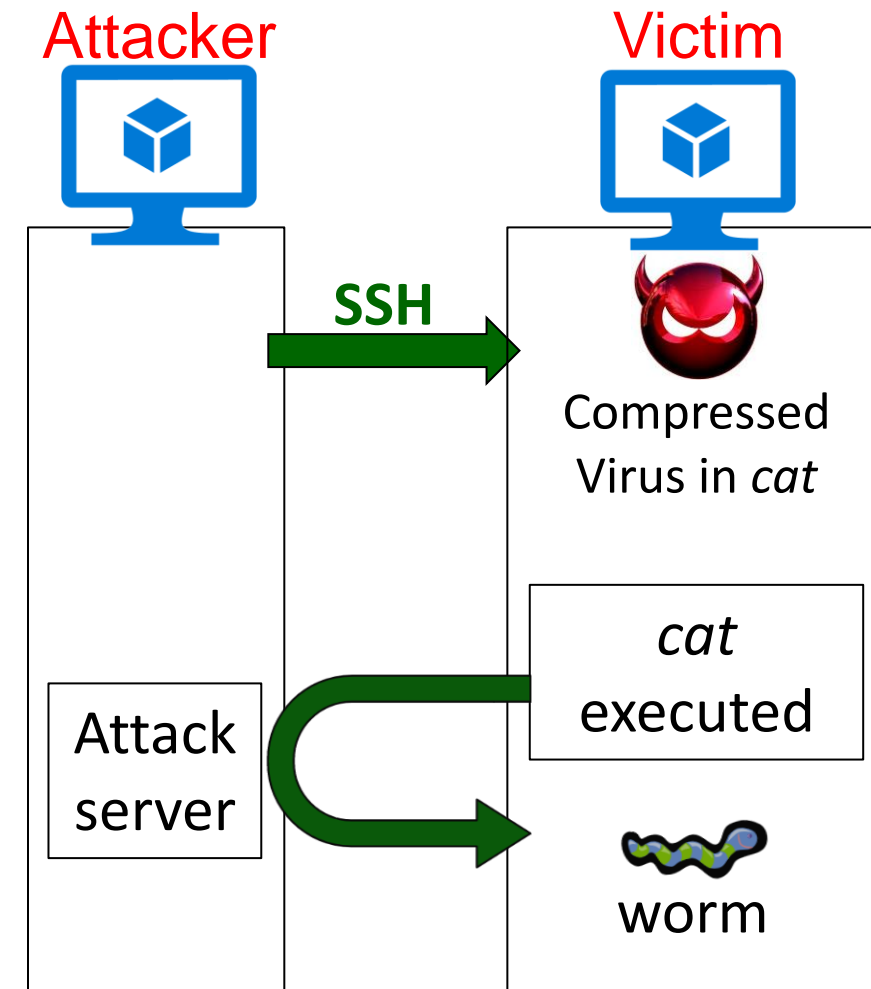 Attacker
Victim
SSH
Compressed
Virus in cat
cat
executed
Attack
server
worm